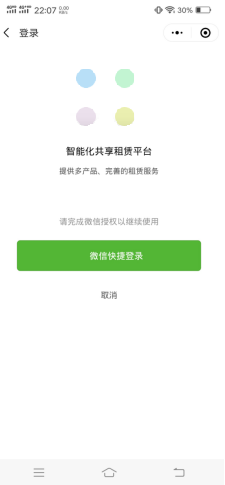 22:07
30%
登录
智能化共享租赁平台
提供多产品、完善的租赁服务
请完成微信授权以继续使用
微信快捷登录
取消